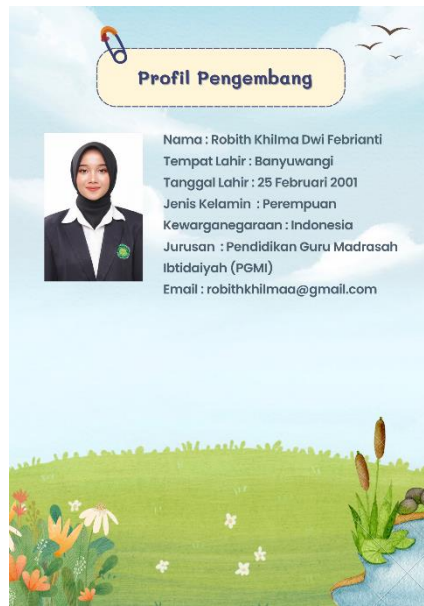 Profil Pengembang
Nama : Robith Khilma Dwi Febrianti
Tempat Lahir : Banyuwangi
Tanggal Lahir : 25 Februari 2001
Jenis Kelamin : Perempuan
Kewarganegaraan : Indonesia
Jurusan : Pendidikan Guru Madrasah
Ibtidaiyah (PGMI)
Email : robithkhilmaa@gmail.com